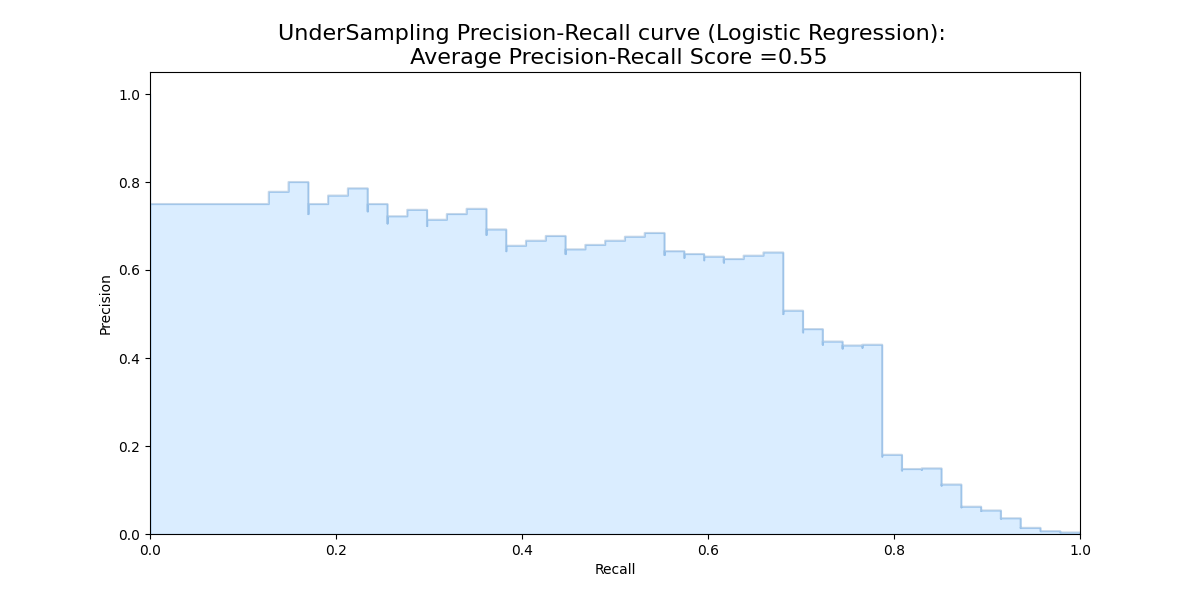 UnderSampling Precision-Recall curve (Logistic Regression):
Average Precision-Recall Score =0.55
1.0
0.8
0.6
0.4
0.2
0.0
Precision
0.0 0.2 0.4 0.6 0.8 1.0
Recall